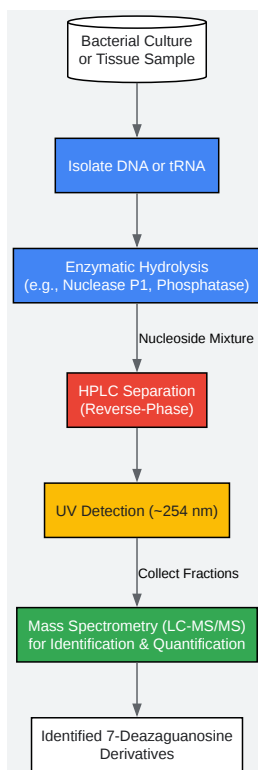 Bacterial Culture
or Tissue Sample
Isolate DNA or tRNA
Enzymatic Hydrolysis
(e.g., Nuclease P1, Phosphatase)
Nucleoside Mixture
HPLC Separation
(Reverse-Phase)
UV Detection (~254 nm)
Collect Fractions
Mass Spectrometry (LC-MS/MS)
for Identification & Quantification
Identified 7-Deazaguanosine
Derivatives